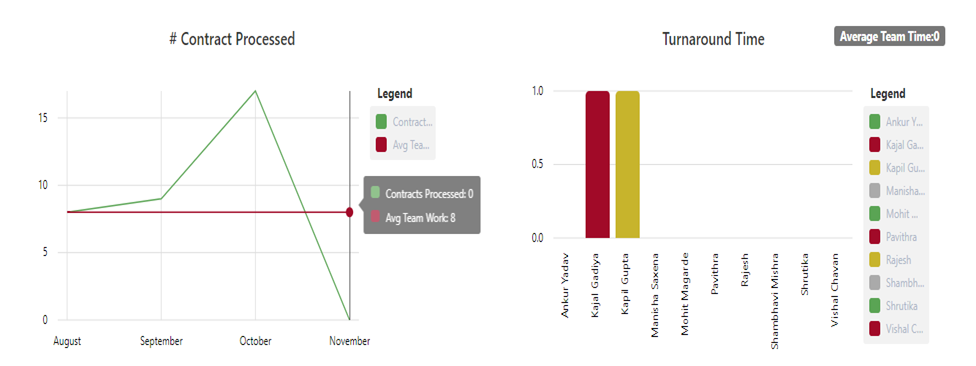 # Contract Processed
15
10
5
0
August
September
October
November
Legend
Contract...
Avg Tea...
Contracts Processed: 0
Avg Team Work: 8
Turnaround Time
Average Team Time:0
1.0
0.5
0.0
Ankur Yadav
Kajal Gadiya
Kapil Gupta
Manisha Saxena
Mohit Magarde
Pavithra
Rajesh
Shambhavi Mishra
Shrutika
Vishal Chavan
Legend
Ankur Y...
Kajal Ga...
Kapil Gu...
Manisha...
Mohit ...
Pavithra
Rajesh
Shambh...
Shrutika
Vishal C...